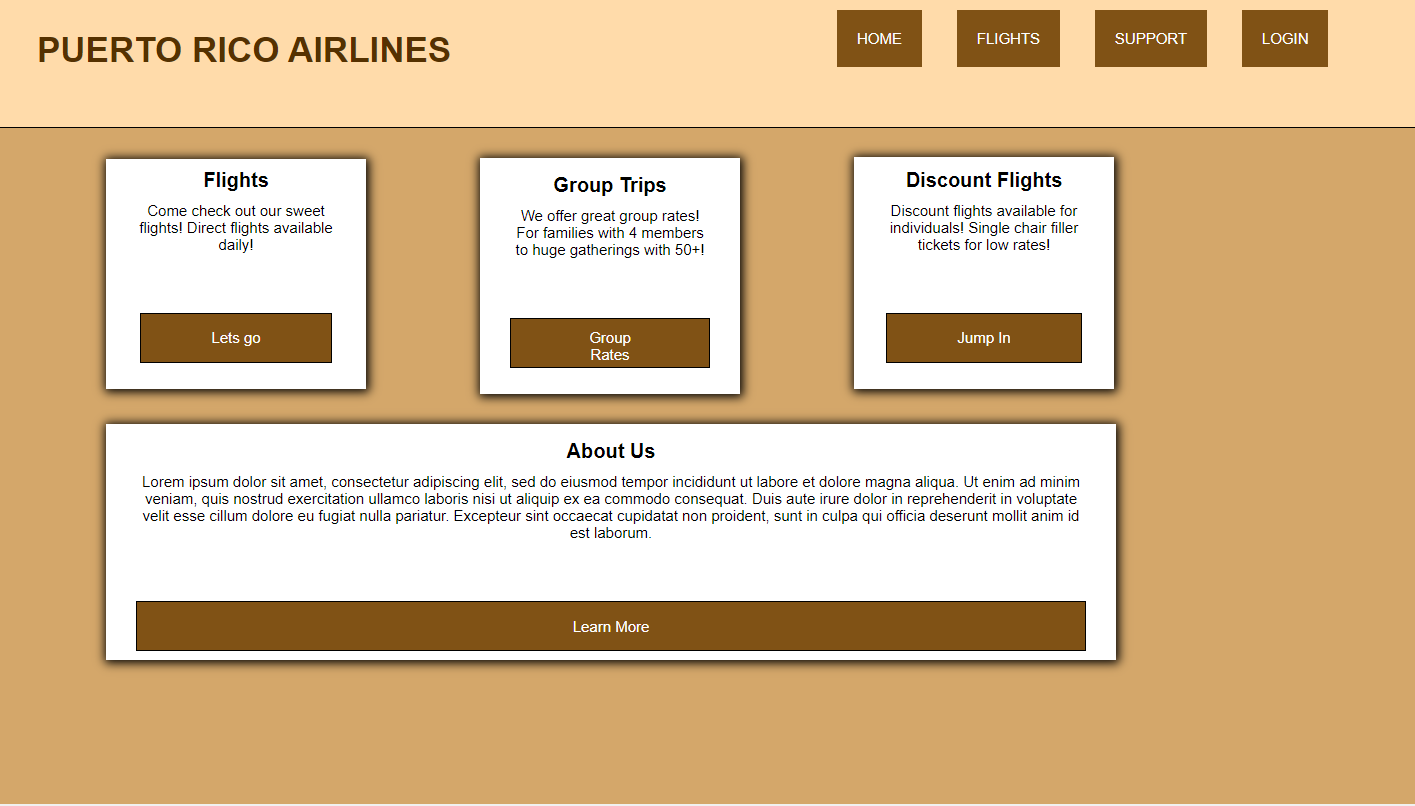 PUERTO RICO AIRLINES
HOME
FLIGHTS
SUPPORT
LOGIN
Flights
Come check out our sweet
flights! Direct flights available
daily!
Lets go
Group Trips
We offer great group rates!
For families with 4 members
to huge gatherings with 50+!
Group
Rates
Discount Flights
Discount flights available for
individuals! Single chair filler
tickets for low rates!
Jump In
About Us
Lorem ipsum dolor sit amet, consectetur adipiscing elit, sed do eiusmod tempor incididunt ut labore et dolore magna aliqua. Ut enim ad minim
veniam, quis nostrud exercitation ullamco laboris nisi ut aliquip ex ea commodo consequat. Duis aute irure dolor in reprehenderit in voluptate
velit esse cillum dolore eu fugiat nulla pariatur. Excepteur sint occaecat cupidatat non proident, sunt in culpa qui officia deserunt mollit anim id
est laborum.
Learn More